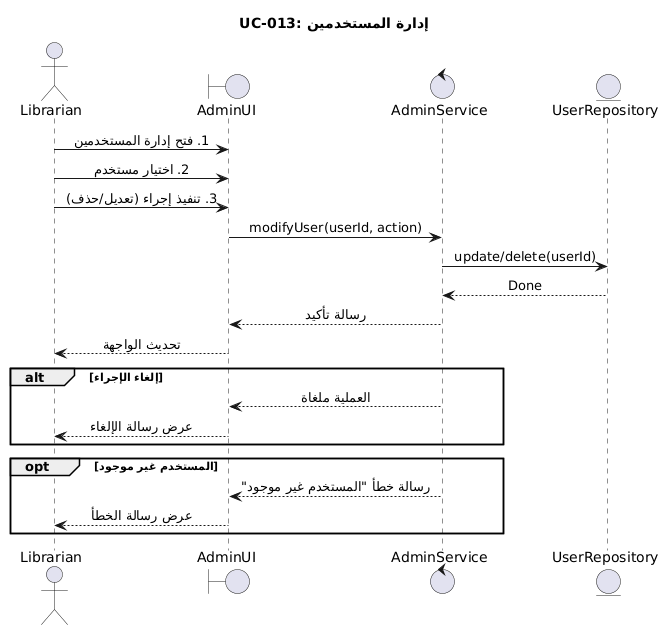 UC-013: إدارة المستخدمين
Librarian
AdminUI
AdminService
UserRepository
1. فتح إدارة المستخدمين
2. اختيار مستخدم
3. تنفيذ إجراء (تعديل/حذف)
modifyUser(userId, action)
update/delete(userId)
Done
رسالة تأكيد
تحديث الواجهة
alt [إلغاء الإجراء]
العملية ملغاة
عرض رسالة الإلغاء
opt [المستخدم غير موجود]
رسالة خطأ "المستخدم غير موجود"
عرض رسالة الخطأ
Librarian
AdminUI
AdminService
UserRepository